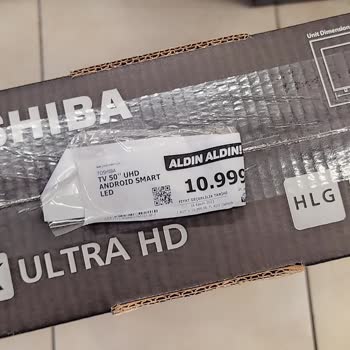 Unit Dimension
SHIBA
ALDIN ALDIN!
TOSHIBA
TV 50'' UHD
ANDROID SMART
LED
10.999
HLG
ULTRA HD